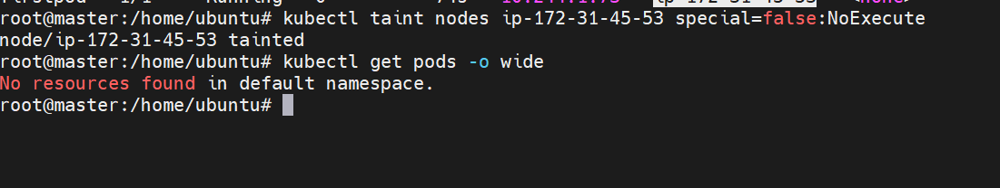 root@master:/home/ubuntu# kubectl taint nodes ip-172-31-45-53 special=false:NoExecute
node/ip-172-31-45-53 tainted
root@master:/home/ubuntu# kubectl get pods -o wide
No resources found in default namespace.
root@master:/home/ubuntu#